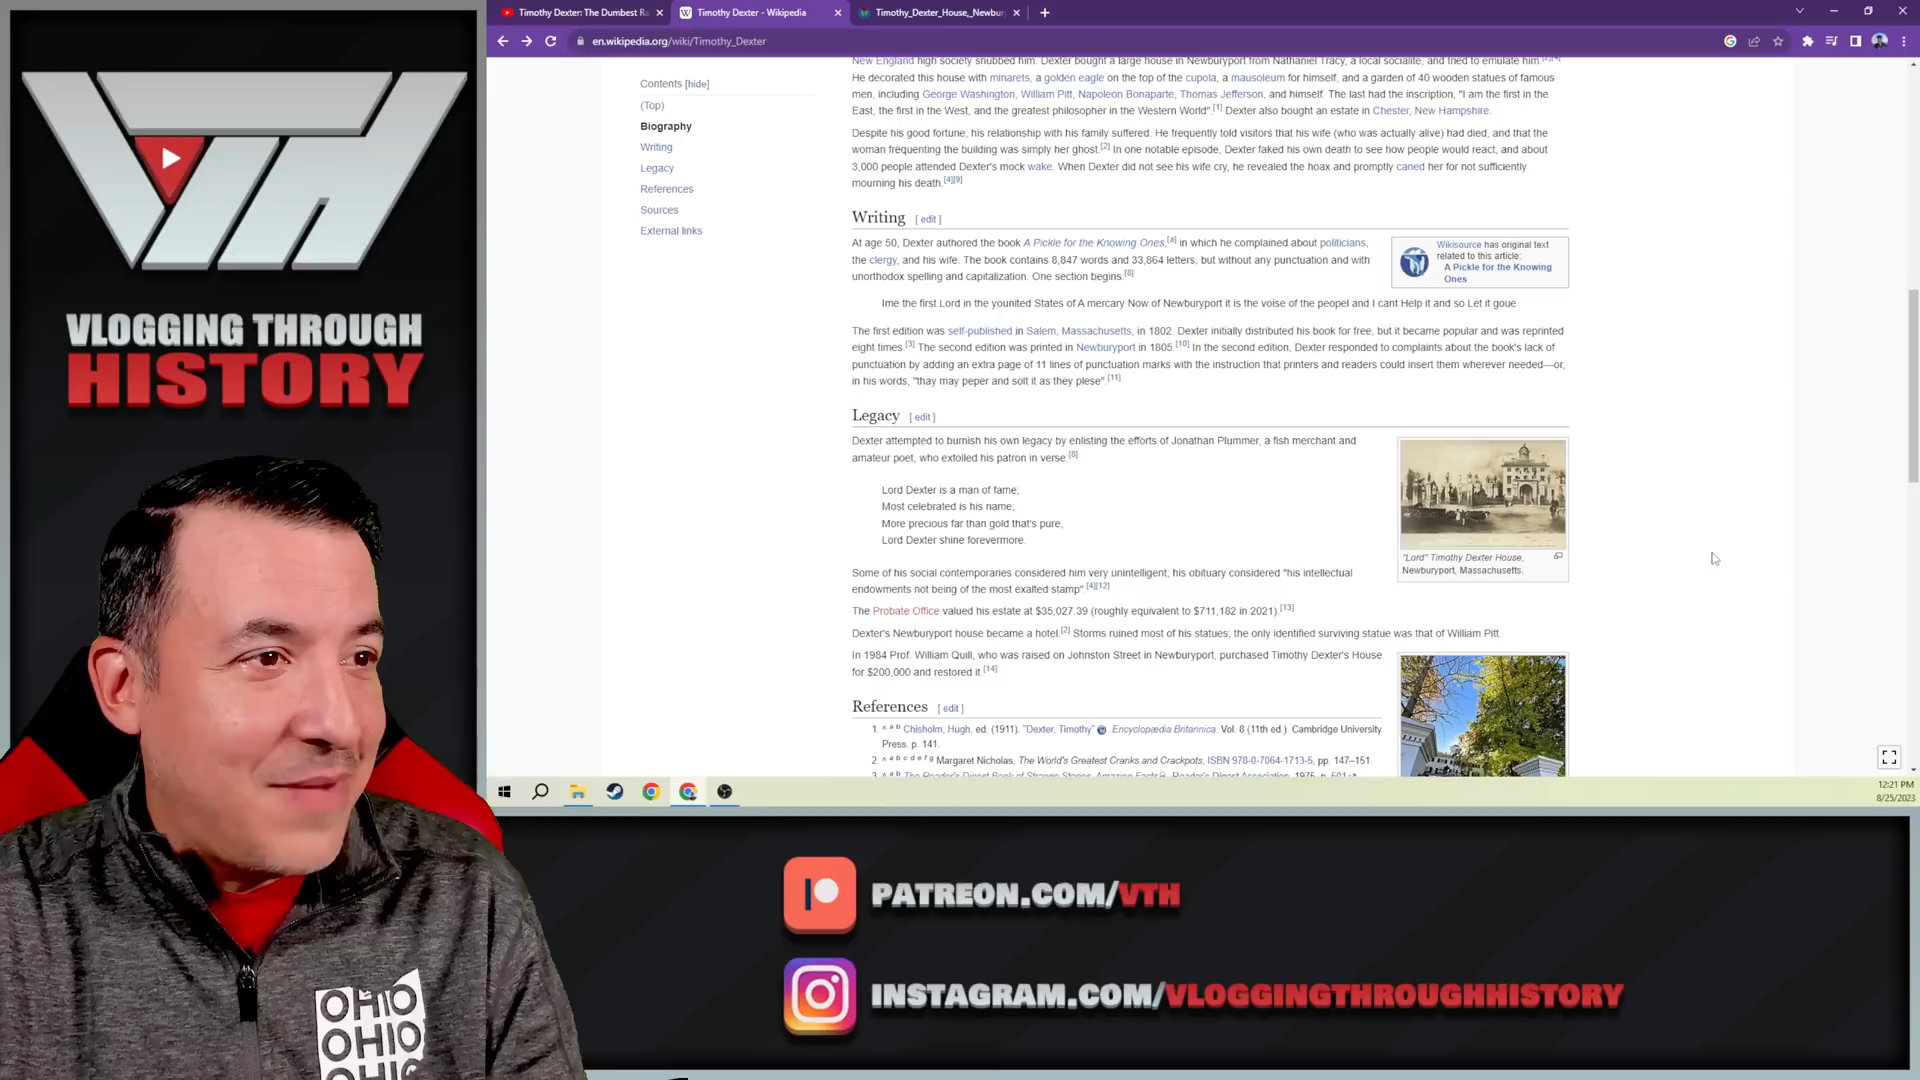 Timothy Dexter: The Dumbest Ra
Timothy Dexter - Wikipedia
Timothy_Dexter_House,_Newbur
en.wikipedia.org/wiki/Timothy_Dexter
VTH
VLOGGING THROUGH
HISTORY
Contents [hide]
(Top)
Biography
Writing
Legacy
References
Sources
External links
New England high society snubbed him. Dexter bought a large house in Newburyport from Nathaniel Tracy, a local socialite, and tried to emulate him.
He decorated this house with minarets, a golden eagle on the top of the cupola, a mausoleum for himself, and a garden of 40 wooden statues of famous
men, including George Washington, William Pitt, Napoleon Bonaparte, Thomas Jefferson, and himself. The last had the inscription, "I am the first in the
East, the first in the West, and the greatest philosopher in the Western World".[1] Dexter also bought an estate in Chester, New Hampshire.
Despite his good fortune, his relationship with his family suffered. He frequently told visitors that his wife (who was actually alive) had died, and that the
woman frequenting the building was simply her ghost.[2] In one notable episode, Dexter faked his own death to see how people would react, and about
3,000 people attended Dexter's mock wake. When Dexter did not see his wife cry, he revealed the hoax and promptly caned her for not sufficiently
mourning his death.[4][9]
Writing [ edit ]
At age 50, Dexter authored the book A Pickle for the Knowing Ones,[a] in which he complained about politicians,
the clergy, and his wife. The book contains 8,847 words and 33,864 letters, but without any punctuation and with
unorthodox spelling and capitalization. One section begins:[8]
Wikisource has original text
related to this article:
A Pickle for the Knowing
Ones
Ime the first Lord in the younited States of A mercary Now of Newburyport it is the voise of the peopel and I cant Help it and so Let it goue
The first edition was self-published in Salem, Massachusetts, in 1802. Dexter initially distributed his book for free, but it became popular and was reprinted
eight times.[3] The second edition was printed in Newburyport in 1805.[10] In the second edition, Dexter responded to complaints about the book's lack of
punctuation by adding an extra page of 11 lines of punctuation marks with the instruction that printers and readers could insert them wherever needed—or,
in his words, "thay may peper and solt it as they plese".[11]
Legacy [ edit ]
Dexter attempted to burnish his own legacy by enlisting the efforts of Jonathan Plummer, a fish merchant and
amateur poet, who extolled his patron in verse:[8]
Lord Dexter is a man of fame;
Most celebrated is his name;
More precious far than gold that's pure,
Lord Dexter shine forevermore.
"Lord" Timothy Dexter House,
Newburyport, Massachusetts.
Some of his social contemporaries considered him very unintelligent; his obituary considered "his intellectual
endowments not being of the most exalted stamp".[4][12]
The Probate Office valued his estate at $35,027.39 (roughly equivalent to $711,182 in 2021).[13]
Dexter's Newburyport house became a hotel.[2] Storms ruined most of his statues; the only identified surviving statue was that of William Pitt.
In 1984 Prof. William Quill, who was raised on Johnston Street in Newburyport, purchased Timothy Dexter's House
for $200,000 and restored it.[14]
References [ edit ]
1. ^ a b Chisholm, Hugh, ed. (1911). "Dexter, Timothy" . Encyclopædia Britannica. Vol. 8 (11th ed.). Cambridge University
Press. p. 141.
2. ^ a b c d e f g Margaret Nicholas, The World's Greatest Cranks and Crackpots, ISBN 978-0-7064-1713-5, pp. 147–151.
12:21 PM
8/25/2023
PATREON.COM/VTH
INSTAGRAM.COM/VLOGGINGTHROUGHHISTORY
OHIO
OHIO
OHIO